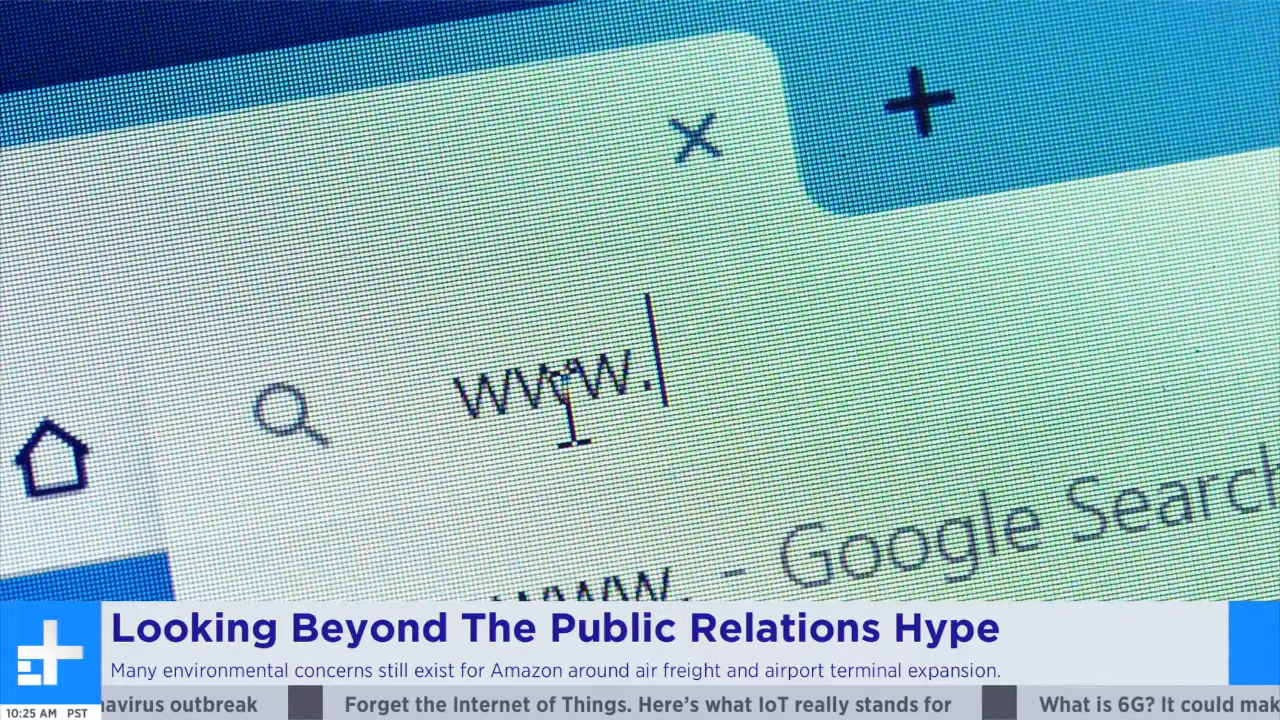 www.
www. - Google Search
Looking Beyond The Public Relations Hype
Many environmental concerns still exist for Amazon around air freight and airport terminal expansion.
10:25 AM PST
outbreak Forget the Internet of Things. Here’s what IoT really stands for What is 6G? It could